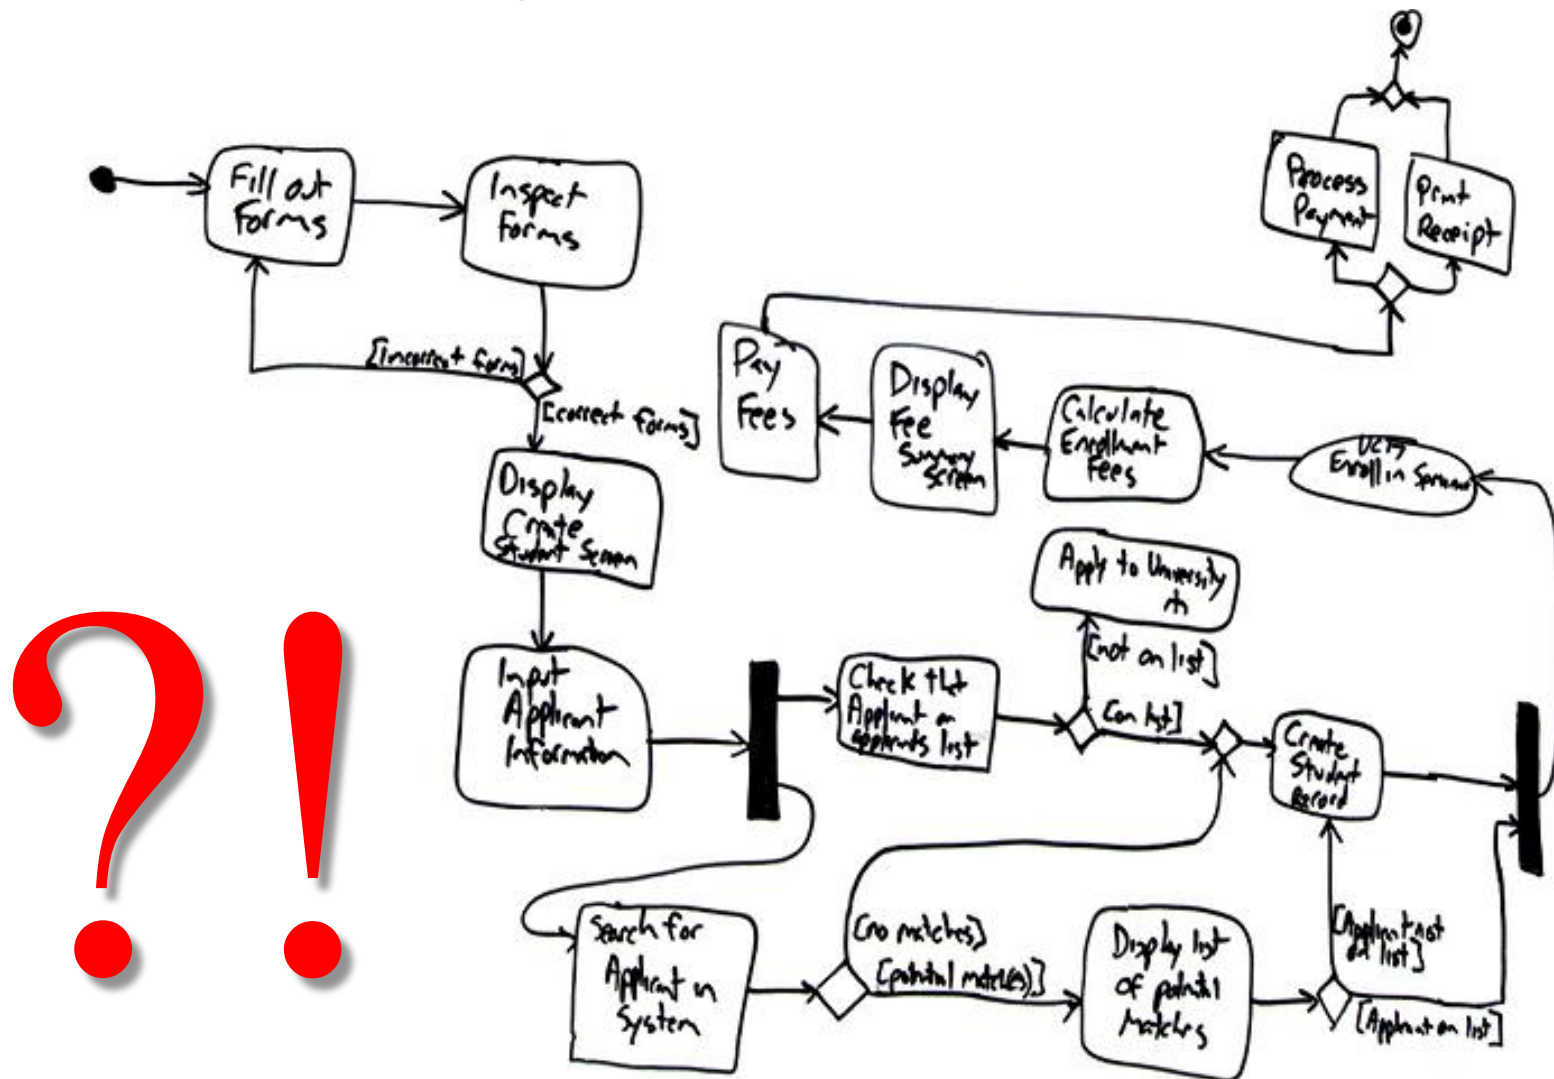 Fill out
Forms
Inspect
Forms
[Incorrect forms]
[correct forms]
Display
Create
Student Screen
Input
Applicant
Information
Process
Payment
Print
Receipt
Pay
Fees
Display
Fee
Summary
Screen
Calculate
Enrollment
Fees
Enroll in
Apply to University
[not on list]
Check that
Applicant on
applicants list
[on list]
Create
Student
Record
Search for
Applicant in
System
[no matches]
[potential match(es)]
Display list
of potential
Matches
[Applicant not
on list]
[Applicant on list]
?!